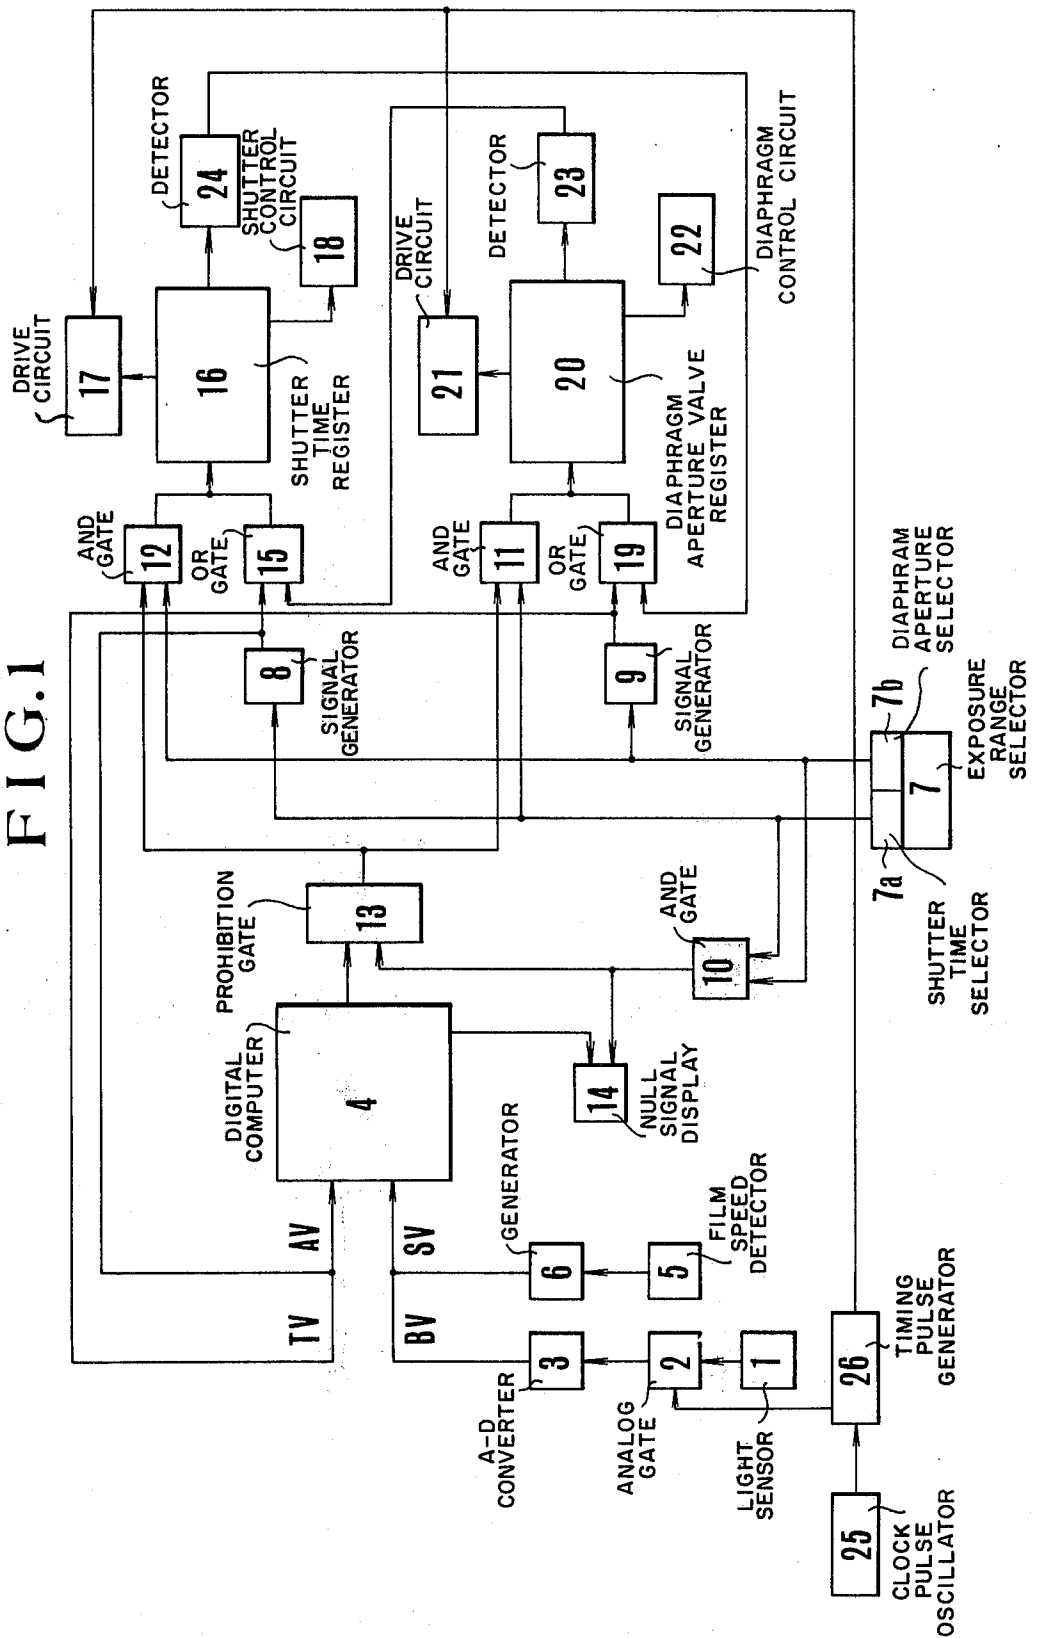 FIG.1
DRIVE
CIRCUIT
17
16
SHUTTER
TIME
REGISTER
DETECTOR
24
SHUTTER
CONTROL
CIRCUIT
18
AND
GATE
12
OR
GATE
15
8
SIGNAL
GENERATOR
DRIVE
CIRCUIT
21
20
DIAPHRAGM
APERTURE VALVE
REGISTER
DETECTOR
23
22
DIAPHRAGM
CONTROL CIRCUIT
AND
GATE
11
OR
GATE
19
9
SIGNAL
GENERATOR
PROHIBITION
GATE
13
DIGITAL
COMPUTER
4
14
NULL
SIGNAL
DISPLAY
AND
GATE
10
7a
7b
7
SHUTTER
TIME
SELECTOR
DIAPHRAM
APERTURE
SELECTOR
EXPOSURE
RANGE
SELECTOR
TV
AV
BV
SV
GENERATOR
6
5
FILM
SPEED
DETECTOR
A-D
CONVERTER
3
ANALOG
GATE
2
LIGHT
SENSOR
1
26
TIMING
PULSE
GENERATOR
25
CLOCK
PULSE
OSCILLATOR